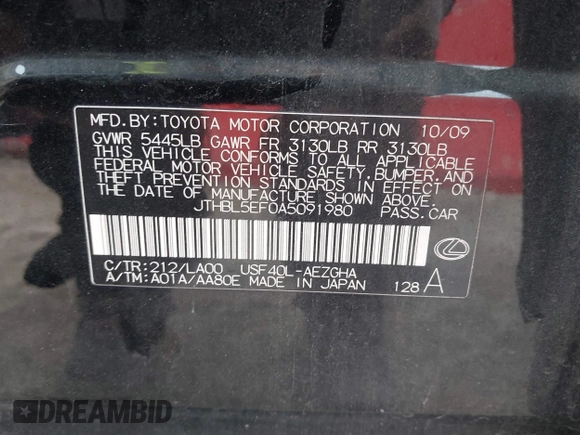 MFD.BY:TOYOTA MOTOR CORPORATION 10/09
GVWR 5445LB GAWR FR 3130LB RR 3130LB
THIS VEHICLE CONFORMS TO ALL APPLICABLE
FEDERAL MOTOR VEHICLE SAFETY,BUMPER,AND
THEFT PREVENTION STANDARDS IN EFFECT ON
THE DATE OF MANUFACTURE SHOWN ABOVE.
JTHBL5EF0A5091980 PASS.CAR
C/TR:212/LA00 USF40L-AEZGHA
A/TM:A01A/AA80E MADE IN JAPAN 128 A
DREAMBID